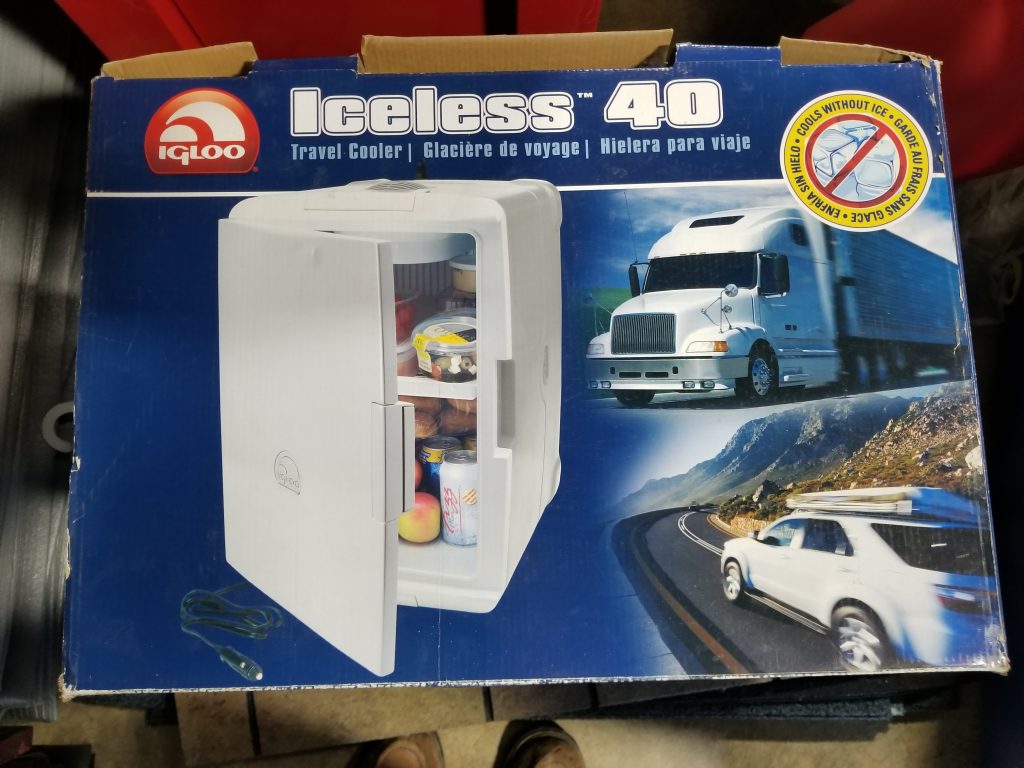 IGLOO
Iceless™ 40
Travel Cooler | Glacière de voyage | Hielera para viaje
COOLS WITHOUT ICE • GARDE AU FRAIS SANS GLACE • ENFRIA SIN HIELO •
IGLOO